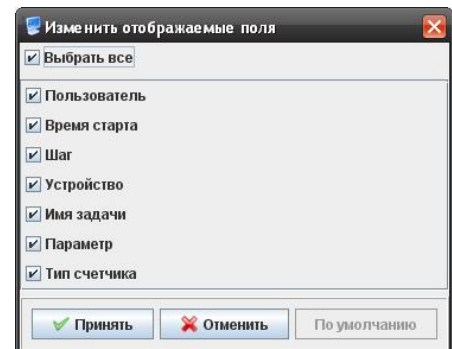 Изменить отображаемые поля
Выбрать все
Пользователь
Время старта
Шаг
Устройство
Имя задачи
Параметр
Тип счетчика
Принять Отменить По умолчанию